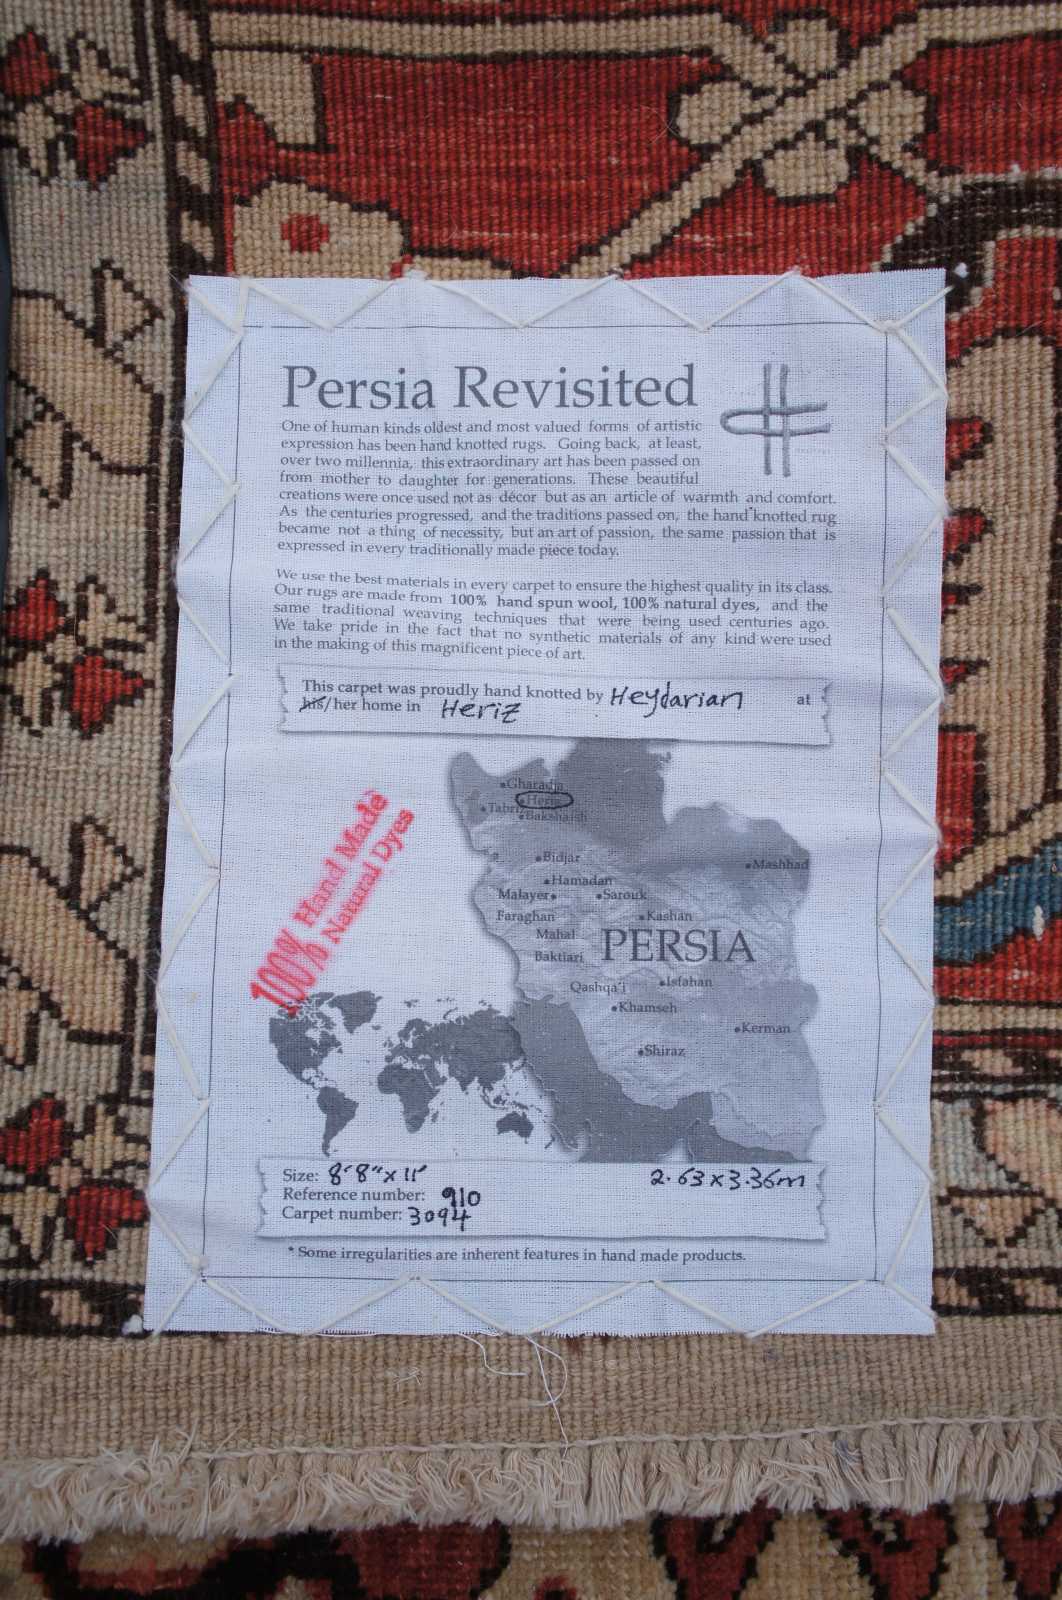 Persia Revisited
One of human kinds oldest and most valued forms of artistic
expression has been hand knotted rugs. Going back, at least,
over two millennia, this extraordinary art has been passed on
from mother to daughter for generations. These beautiful
creations were once used not as décor but as an article of warmth and comfort.
As the centuries progressed, and the traditions passed on, the hand knotted rug
became not a thing of necessity, but an art of passion, the same passion that is
expressed in every traditionally made piece today.
We use the best materials in every carpet to ensure the highest quality in its class.
Our rugs are made from 100% hand spun wool, 100% natural dyes, and the
same traditional weaving techniques that were being used centuries ago.
We take pride in the fact that no synthetic materials of any kind were used
in the making of this magnificent piece of art.
This carpet was proudly hand knotted by Heydarian at
his/her home in Heriz
Gharadja
Heriz
Tabriz
Bakshaish
Bidjar
Mashhad
Hamadan
Malayer
Sarouk
Faraghan
Kashan
Mahal
PERSIA
Baktiari
Qashqa'i
Isfahan
Khamseh
Kerman
Shiraz
100% Hand Made
Natural Dyes
Size: 8'8"x11' 2.63x3.36m
Reference number: 910
Carpet number: 3094
* Some irregularities are inherent features in hand made products.